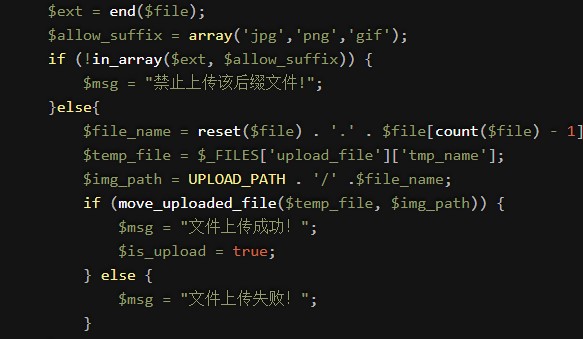 $ext = end($file);
$allow_suffix = array('jpg','png','gif');
if (!in_array($ext, $allow_suffix)) {
$msg = "禁止上传该后缀文件!";
}else{
$file_name = reset($file) . '.' . $file[count($file) - 1]
$temp_file = $_FILES['upload_file']['tmp_name'];
$img_path = UPLOAD_PATH . '/' .$file_name;
if (move_uploaded_file($temp_file, $img_path)) {
$msg = "文件上传成功！";
$is_upload = true;
} else {
$msg = "文件上传失败！";
}